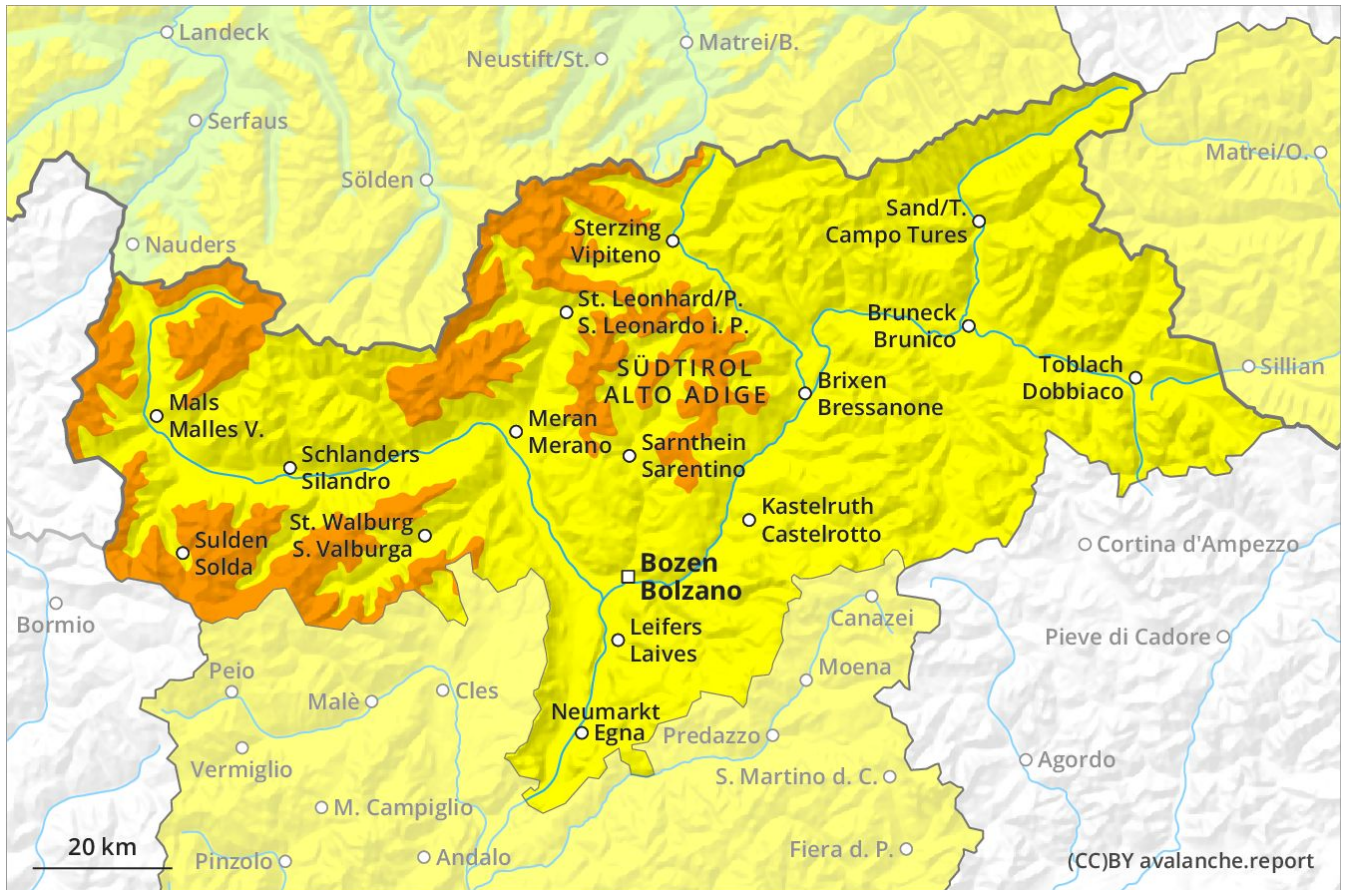 Landeck
Neustift/St.
Matrei/B.
Serfaus
Matrei/O.
Sölden
Sand/T.
Campo Tures
Sterzing
Vipiteno
Nauders
St. Leonhard/P.
S. Leonardo i. P.
Bruneck
Brunico
SÜDTIROL
ALTO ADIGE
Toblach
Dobbiaco
Sillian
Brixen
Bressanone
Mals
Malles V.
Meran
Merano
Sarnthein
Sarentino
Schlanders
Silandro
Kastelruth
Castelrotto
St. Walburg
S. Valburga
Sulden
Solda
Cortina d'Ampezzo
Bozen
Bolzano
Bormio
Canazei
Leifers
Laives
Pieve di Cadore
Peio
Moena
Malè
Cles
Neumarkt
Egna
Predazzo
Vermiglio
Agordo
S. Martino d. C.
M. Campiglio
20 km
Pinzolo
Andalo
Fiera d. P.
(CC)BY avalanche.report